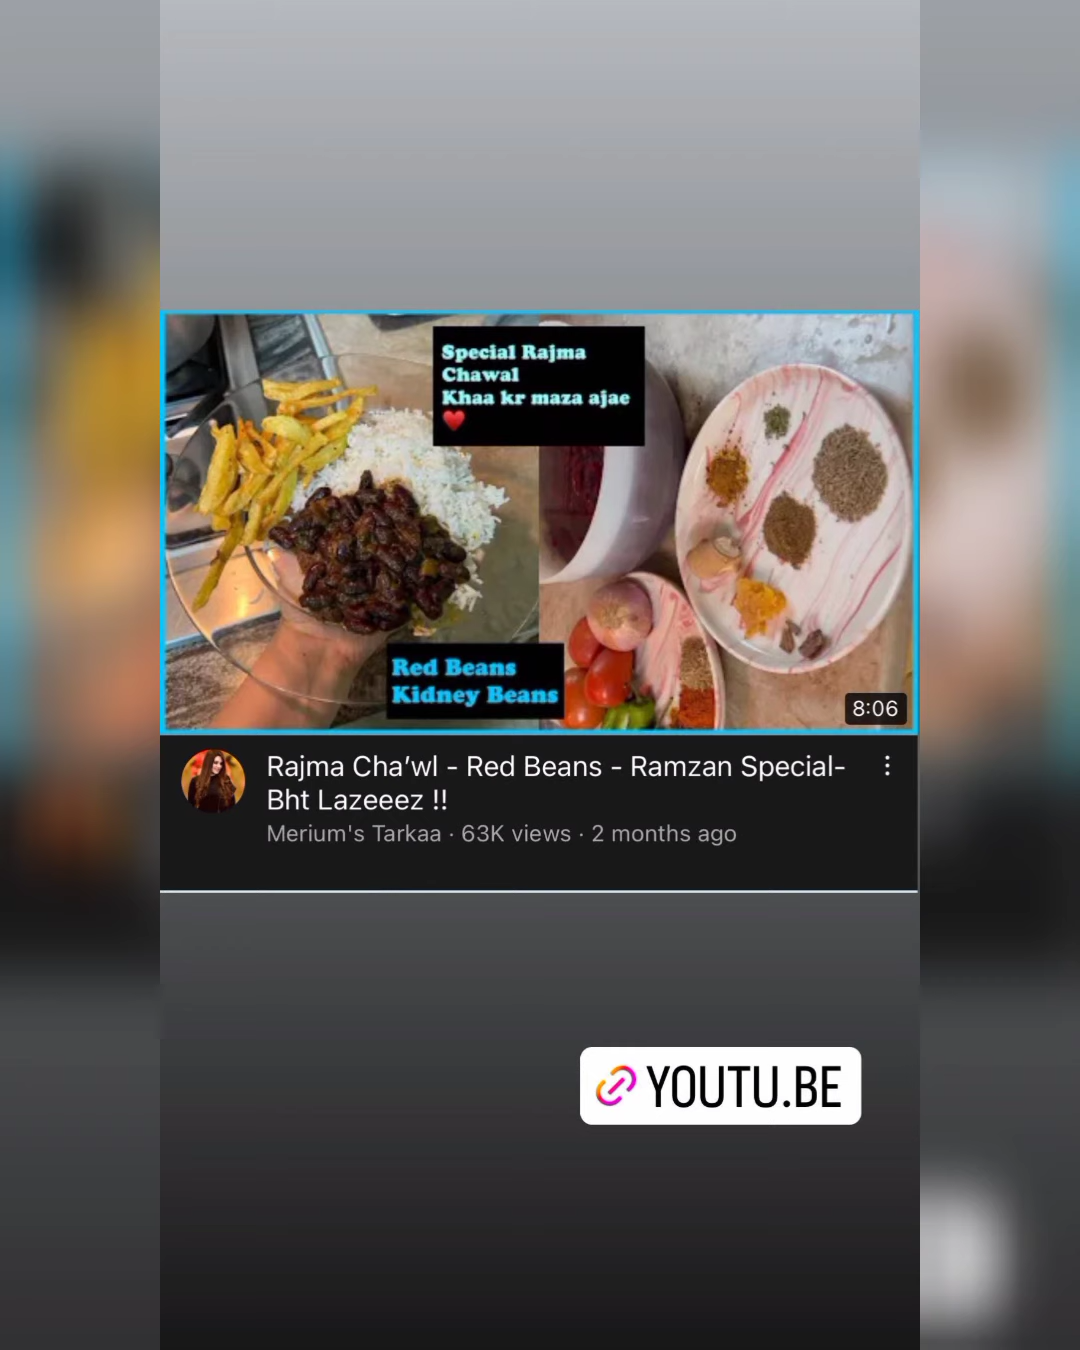 Special Rajma
Chawal
Khaa kr maza ajae
❤️
Red Beans
Kidney Beans
8:06
Rajma Cha’wl - Red Beans - Ramzan Special-
Bht Lazeeez !!
Merium's Tarkaa · 63K views · 2 months ago
YOUTU.BE